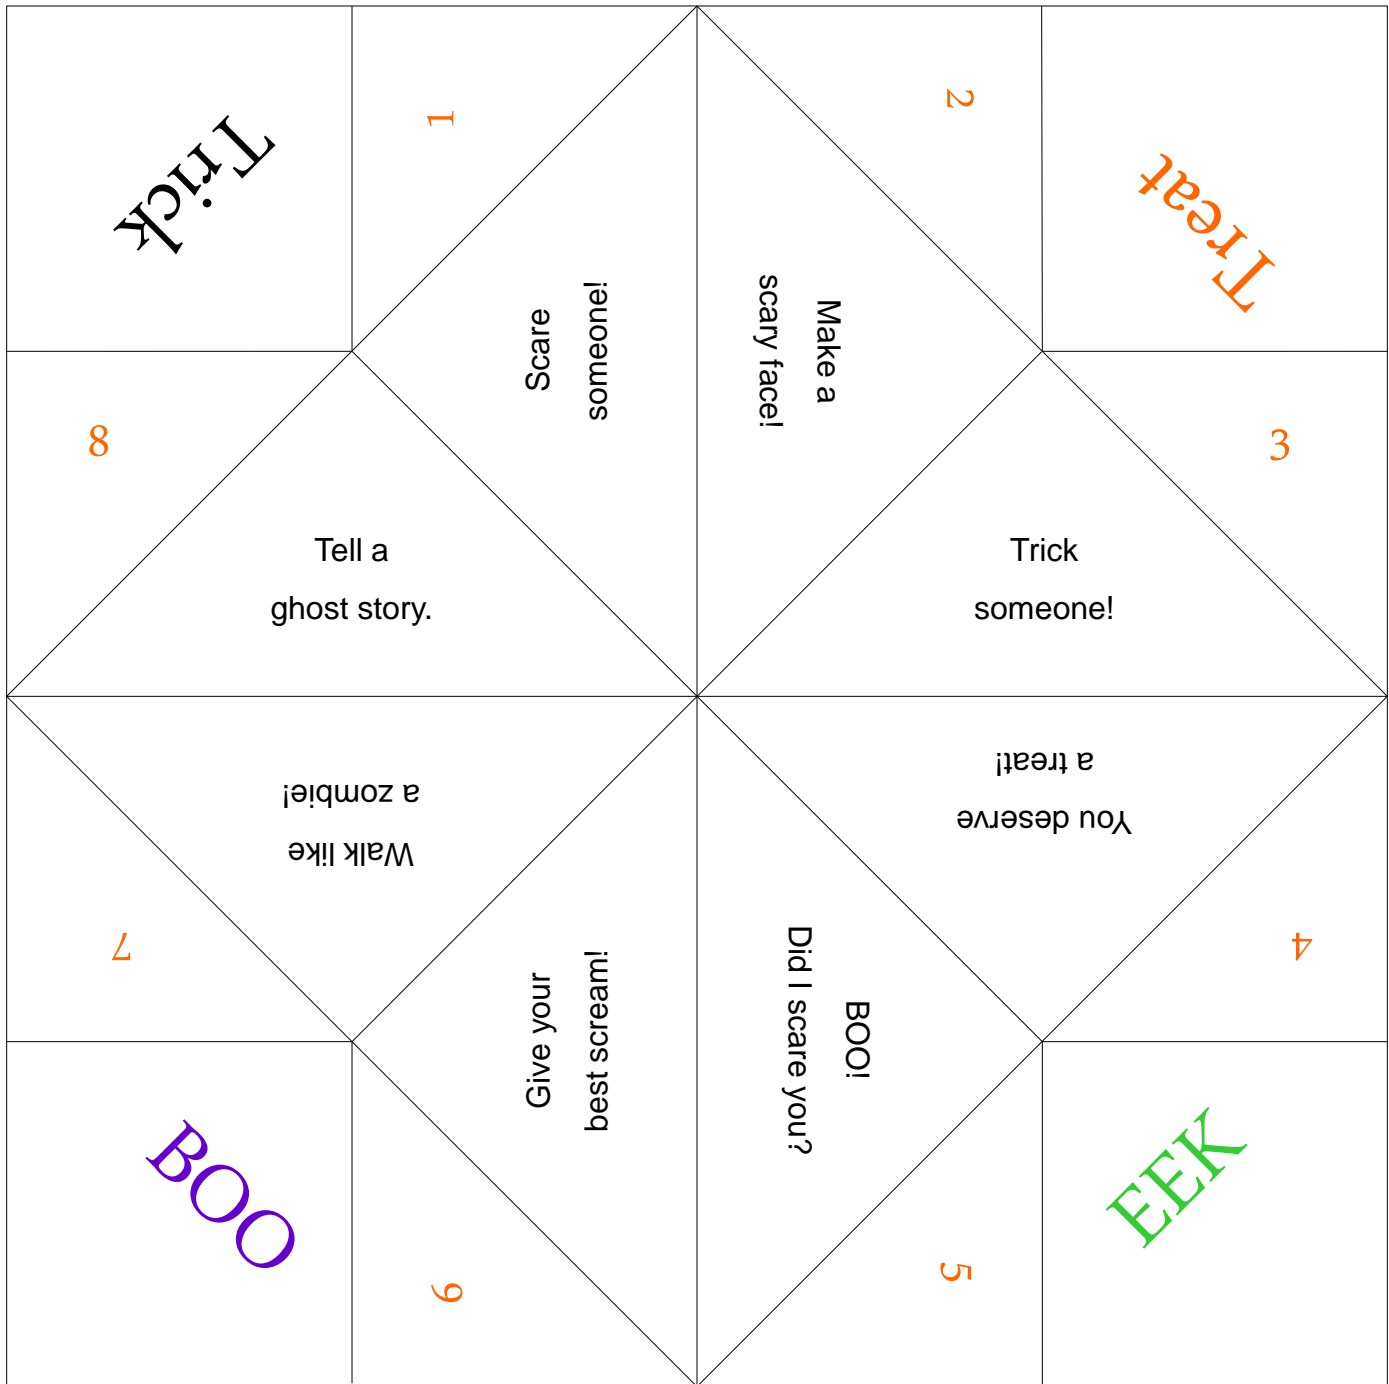 Trick
1
2
Treat
Scare
someone!
Make a
scary face!
8
3
Tell a
ghost story.
Trick
someone!
Walk like
a zombie!
You deserve
a treat!
7
4
Give your
best scream!
BOO!
Did I scare you?
BOO
6
5
EEK